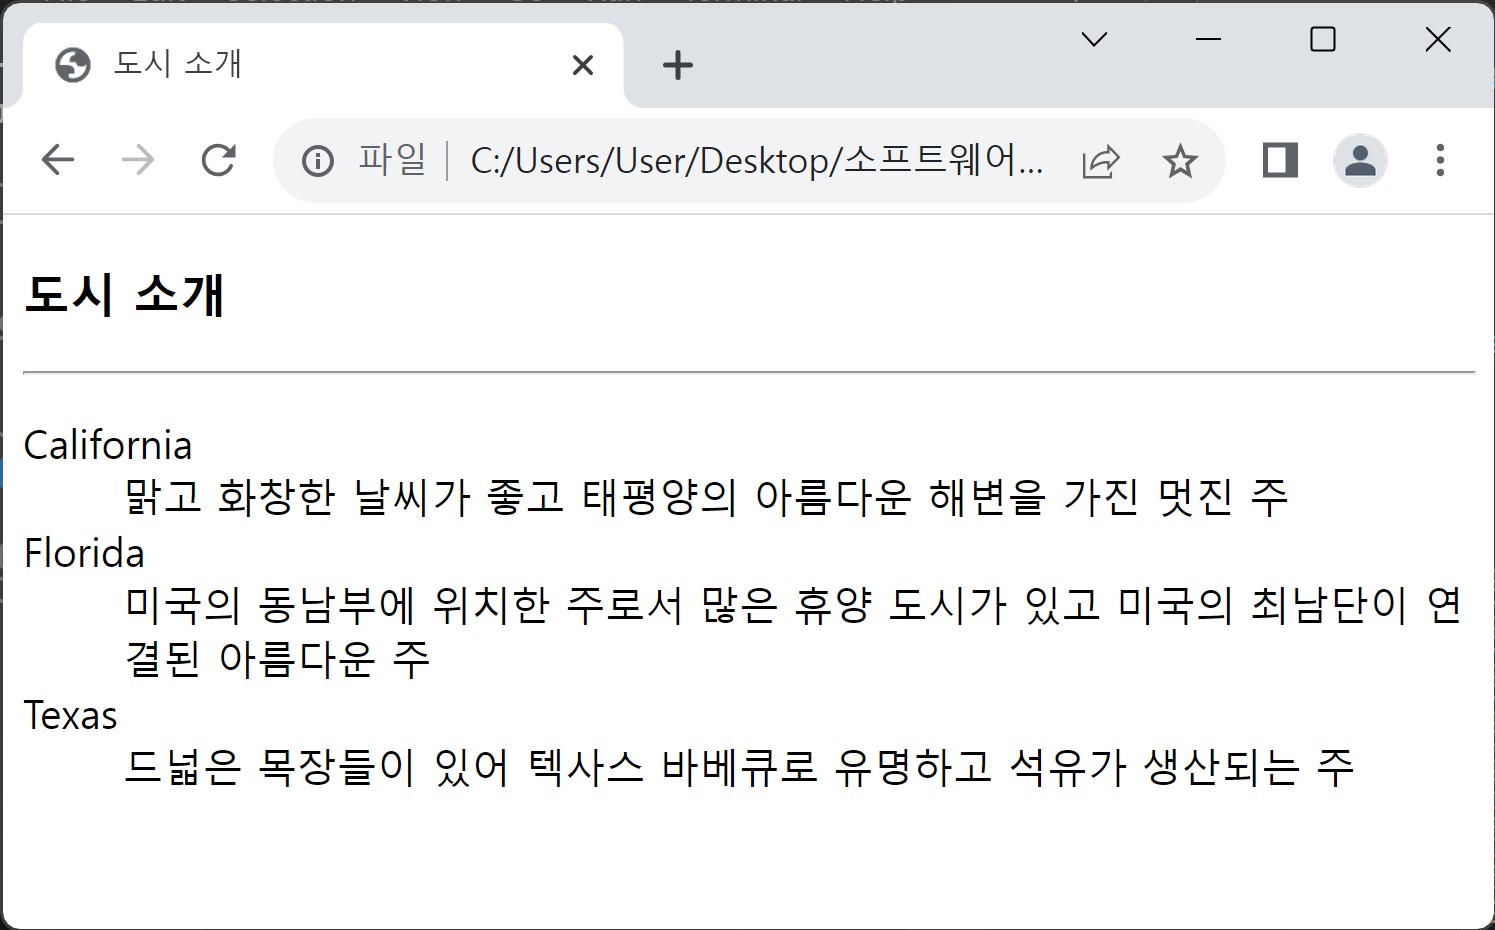 도시 소개
파일 C:/Users/User/Desktop/소프트웨어...
도시 소개
California
맑고 화창한 날씨가 좋고 태평양의 아름다운 해변을 가진 멋진 주
Florida
미국의 동남부에 위치한 주로서 많은 휴양 도시가 있고 미국의 최남단이 연
결된 아름다운 주
Texas
드넓은 목장들이 있어 텍사스 바베큐로 유명하고 석유가 생산되는 주